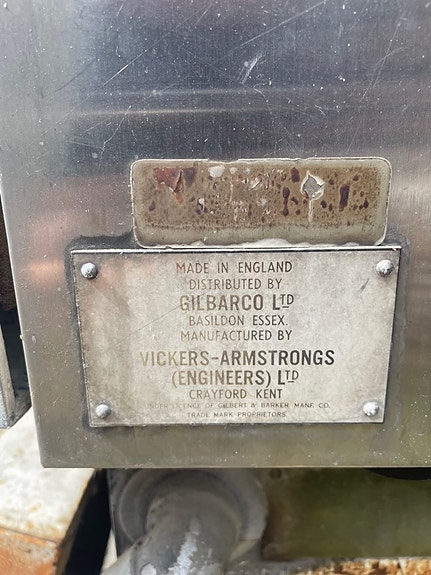 MADE IN ENGLAND
DISTRIBUTED BY
GILBARCO LTD
BASILDON ESSEX.
MANUFACTURED BY
VICKERS-ARMSTRONGS
(ENGINEERS) LTD
CRAYFORD KENT
UNDER LICENCE OF GILBERT & BARKER MANF. CO.
TRADE MARK PROPRIETORS.